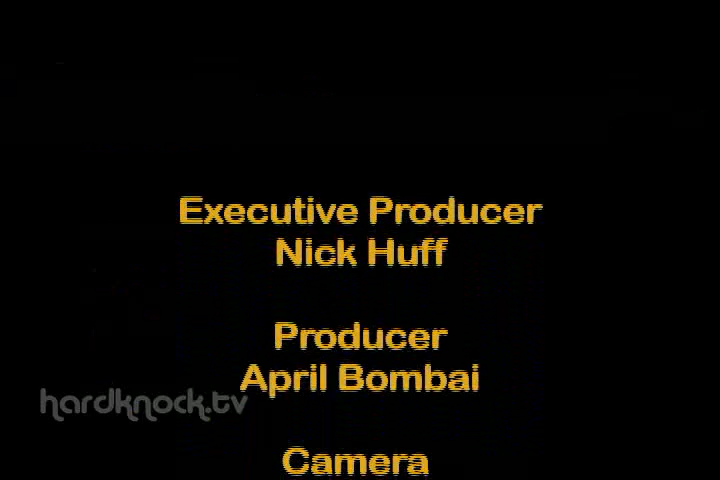 Executive Producer
Nick Huff
Producer
April Bombai
hardknock.tv
Camera